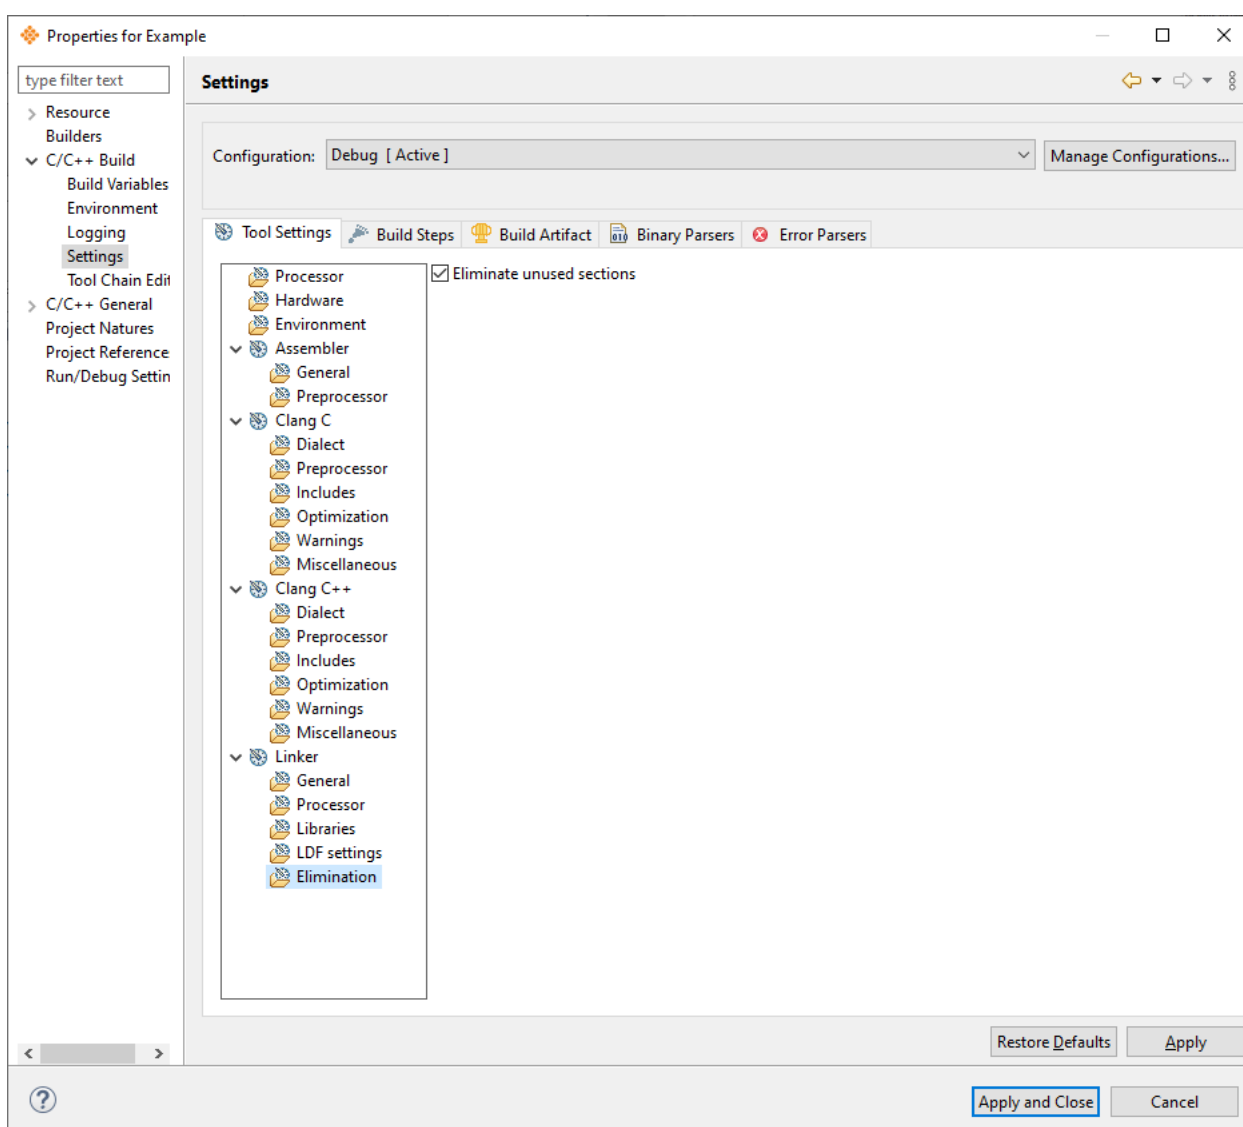 Properties for Example
type filter text
Settings
Resource
Builders
C/C++ Build
Build Variables
Environment
Logging
Settings
Tool Chain Edit
C/C++ General
Project Natures
Project Reference
Run/Debug Settin
Configuration: Debug [ Active ]
Manage Configurations...
Tool Settings Build Steps Build Artifact Binary Parsers Error Parsers
Processor
Hardware
Environment
Assembler
General
Preprocessor
Clang C
Dialect
Preprocessor
Includes
Optimization
Warnings
Miscellaneous
Clang C++
Dialect
Preprocessor
Includes
Optimization
Warnings
Miscellaneous
Linker
General
Processor
Libraries
LDF settings
Elimination
Eliminate unused sections
Restore Defaults Apply
Apply and Close Cancel